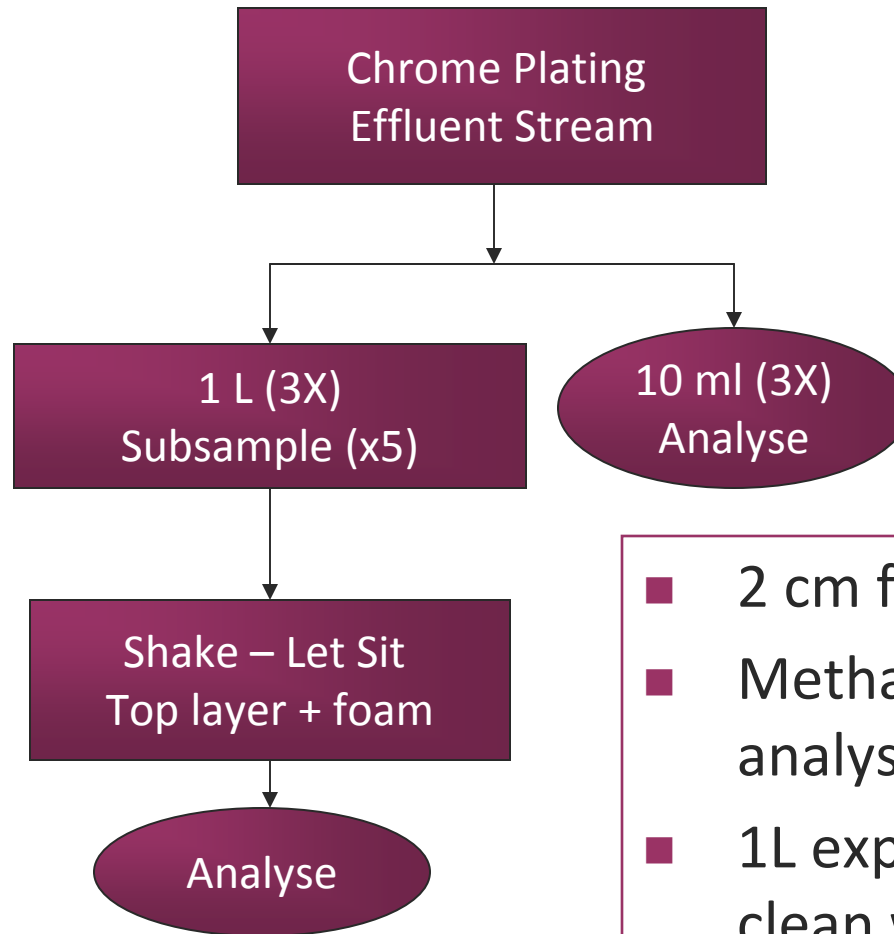 Chrome Plating
Effluent Stream
1 L (3X)
Subsample (x5)
10 ml (3X)
Analyse
Shake – Let Sit
Top layer + foam
Analyse
2 cm
1L
clean